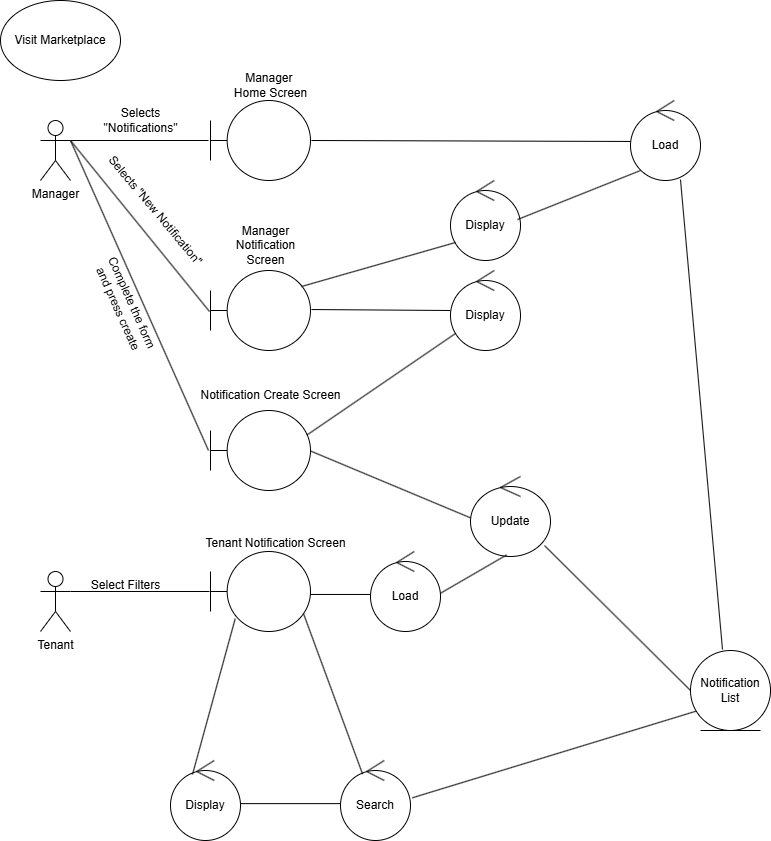 Visit Marketplace
Manager
Home Screen
Selects
"Notifications"
Load
Manager
Selects "New Notification"
Display
Manager
Notification
Screen
Complete the form
and press create
Display
Notification Create Screen
Update
Tenant Notification Screen
Select Filters
Load
Tenant
Notification
List
Display
Search